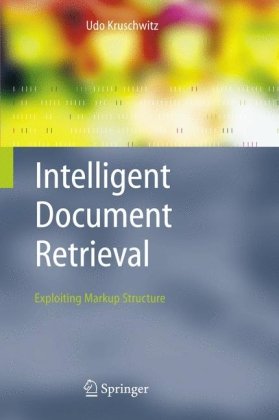 Udo Kruschwitz
Intelligent
Document
Retrieval
Exploiting Markup Structure
Springer